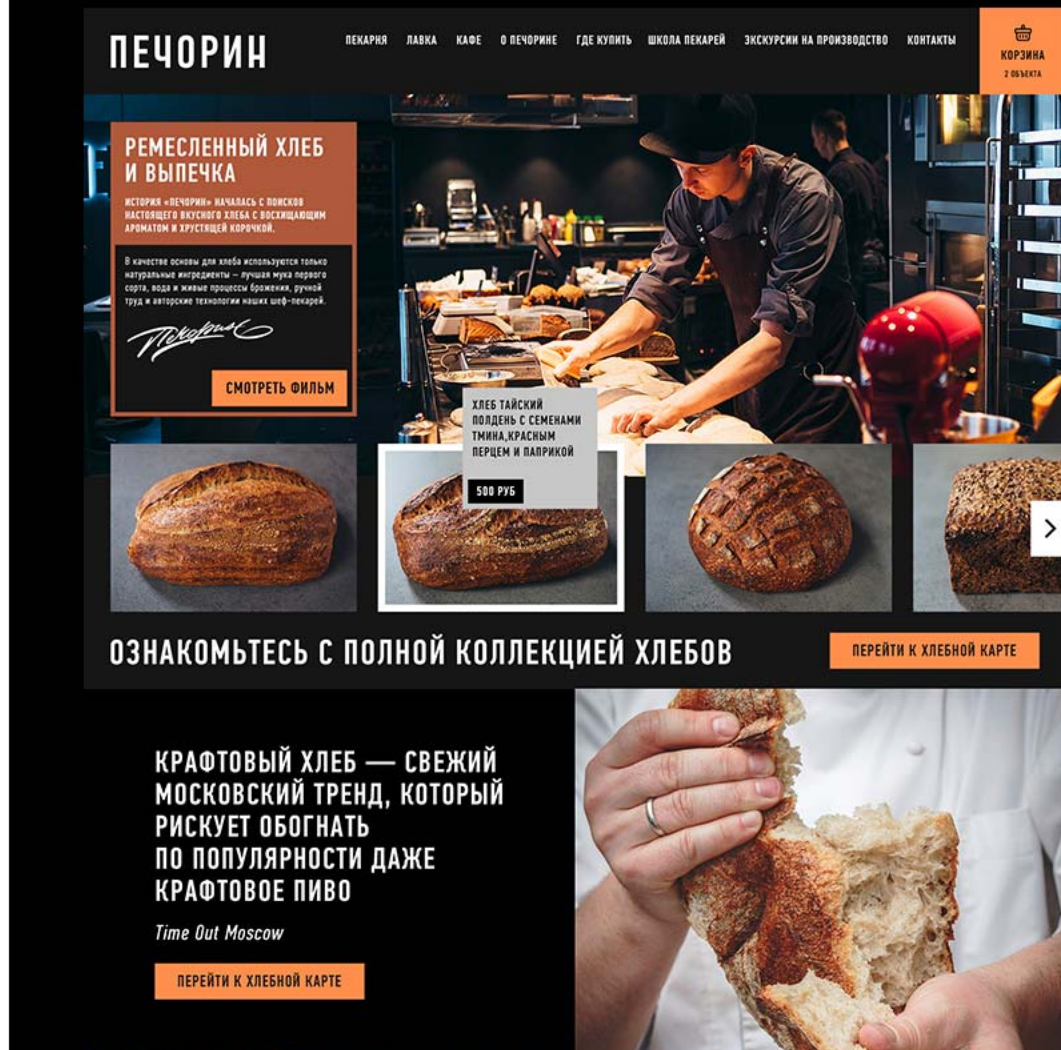 ПЕЧОРИН
ПЕКАРНЯ ЛАВКА КАФЕ О ПЕЧОРИНЕ ГДЕ КУПИТЬ ШКОЛА ПЕКАРЕЙ ЭКСКУРСИИ НА ПРОИЗВОДСТВО КОНТАКТЫ
КОРЗИНА
2 ОБЪЕКТА
РЕМЕСЛЕННЫЙ ХЛЕБ
И ВЫПЕЧКА
ИСТОРИЯ «ПЕЧОРИН» НАЧАЛАСЬ С ПОИСКОВ
НАСТОЯЩЕГО ВКУСНОГО ХЛЕБА С ВОСХИЩАЮЩИМ
АРОМАТОМ И ХРУСТЯЩЕЙ КОРОЧКОЙ.
В качестве основы для хлеба используются только
натуральные ингредиенты – лучшая мука первого
сорта, вода и живые процессы брожения, ручной
труд и авторские технологии наших шеф-пекарей.
Печоринъ
СМОТРЕТЬ ФИЛЬМ
ХЛЕБ ТАЙСКИЙ
ПОЛДЕНЬ С СЕМЕНАМИ
ТМИНА,КРАСНЫМ
ПЕРЦЕМ И ПАПРИКОЙ
500 РУБ
ОЗНАКОМЬТЕСЬ С ПОЛНОЙ КОЛЛЕКЦИЕЙ ХЛЕБОВ
ПЕРЕЙТИ К ХЛЕБНОЙ КАРТЕ
КРАФТОВЫЙ ХЛЕБ — СВЕЖИЙ
МОСКОВСКИЙ ТРЕНД, КОТОРЫЙ
РИСКУЕТ ОБОГНАТЬ
ПО ПОПУЛЯРНОСТИ ДАЖЕ
КРАФТОВОЕ ПИВО
Time Out Moscow
ПЕРЕЙТИ К ХЛЕБНОЙ КАРТЕ